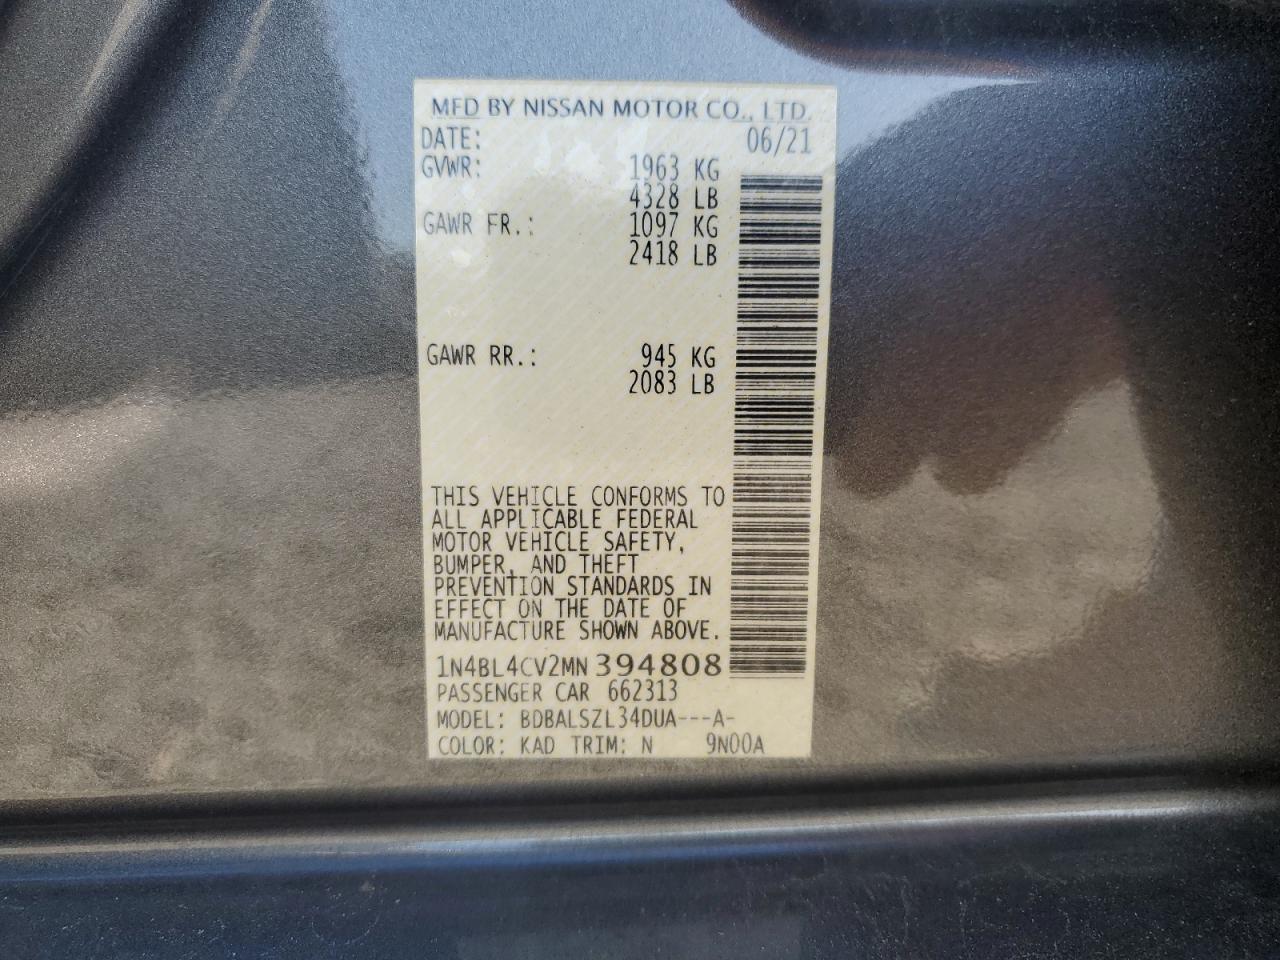 MFD BY NISSAN MOTOR CO., LTD.
DATE: 06/21
GVWR: 1963 KG
4328 LB
GAWR FR.: 1097 KG
2418 LB
GAWR RR.: 945 KG
2083 LB
THIS VEHICLE CONFORMS TO
ALL APPLICABLE FEDERAL
MOTOR VEHICLE SAFETY,
BUMPER, AND THEFT
PREVENTION STANDARDS IN
EFFECT ON THE DATE OF
MANUFACTURE SHOWN ABOVE.
1N4BL4CV2MN394808
PASSENGER CAR 662313
MODEL: BDBALSZL34DUA---A-
COLOR: KAD TRIM: N 9N00A